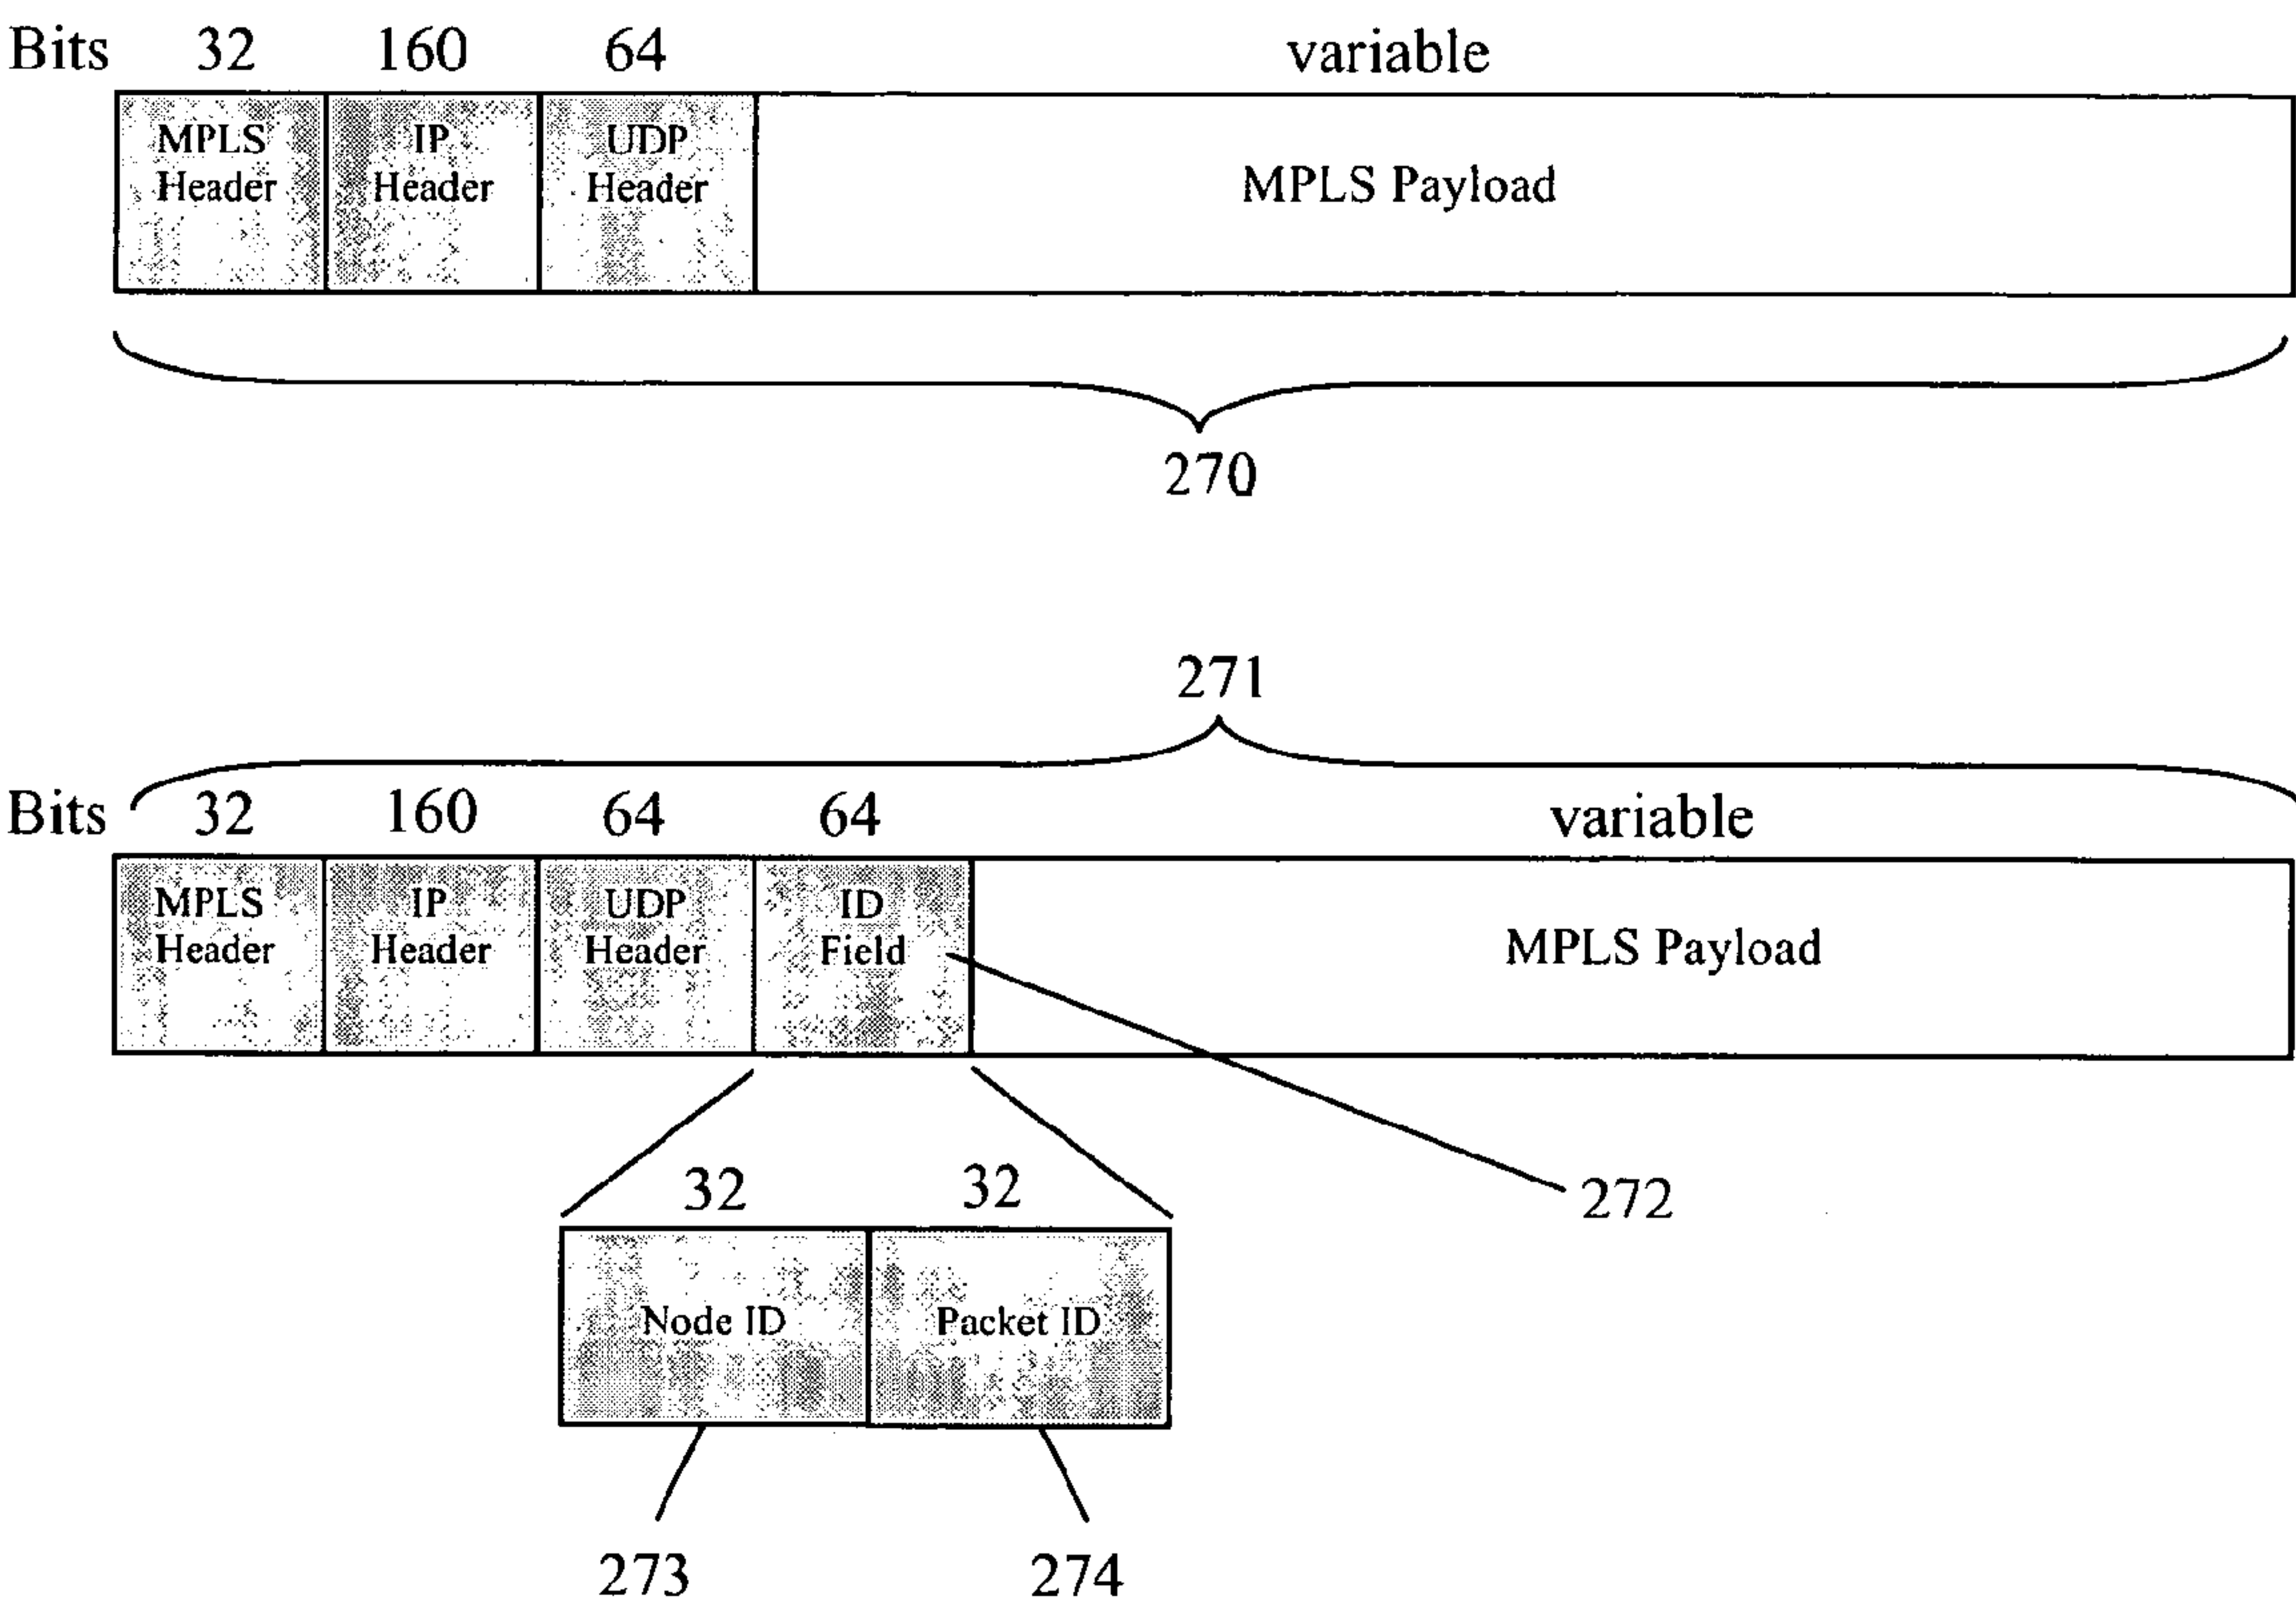 Bits 32 160 64 variable
MPLS Header IP Header UDP Header MPLS Payload
270
271
Bits 32 160 64 64 variable
MPLS Header IP Header UDP Header ID Field MPLS Payload
32 32
272
Node ID Packet ID
273 274